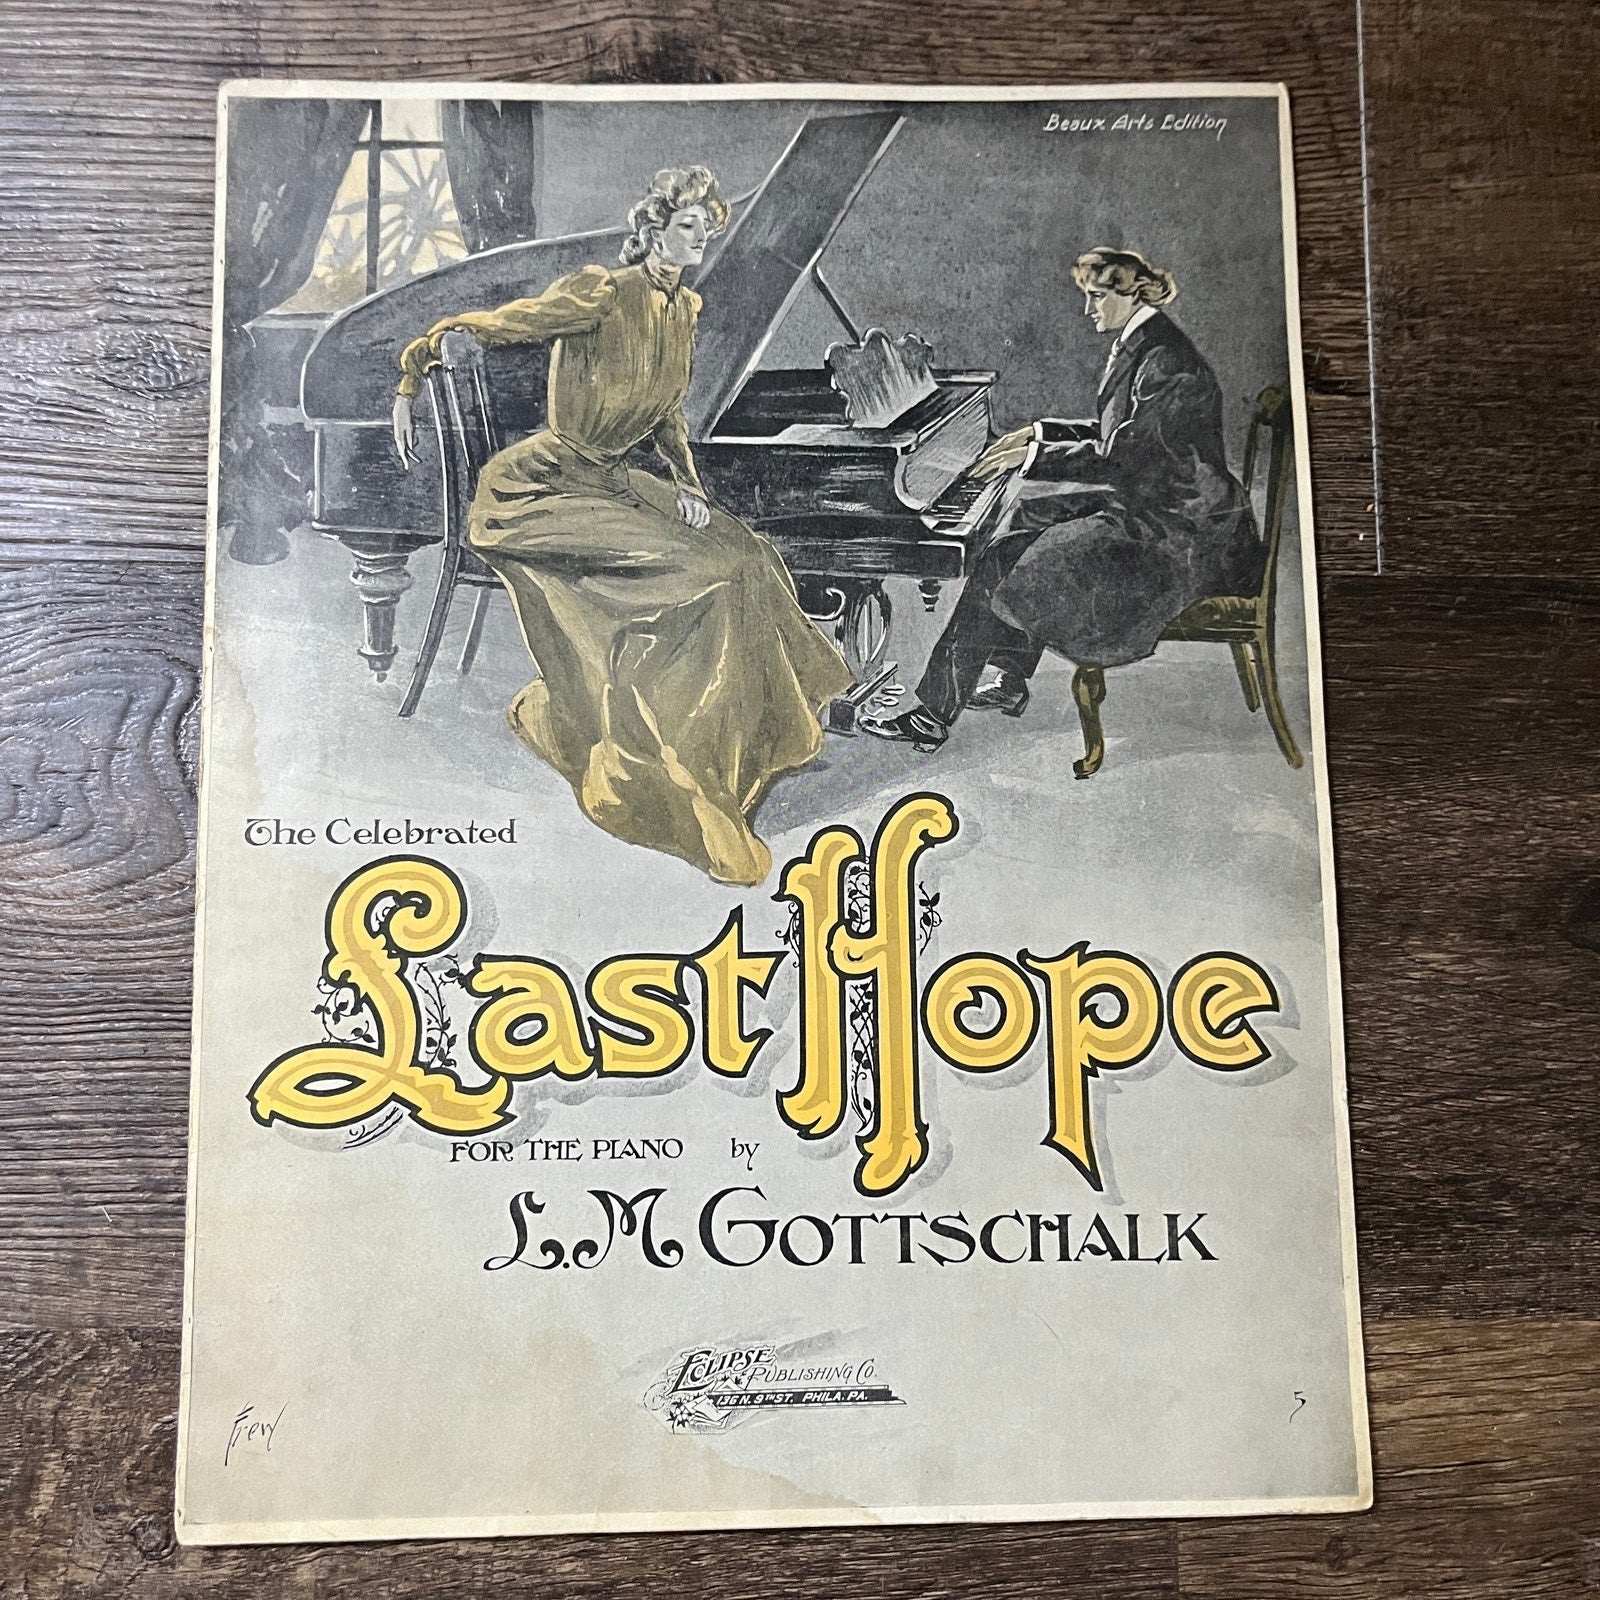 Beaux Arts Edition
The Celebrated
Last Hope
FOR THE PIANO by
L. M. GOTTSCHALK
ECLIPSE
PUBLISHING CO.
136 N. 9TH ST. PHILA. PA.
Frew
5